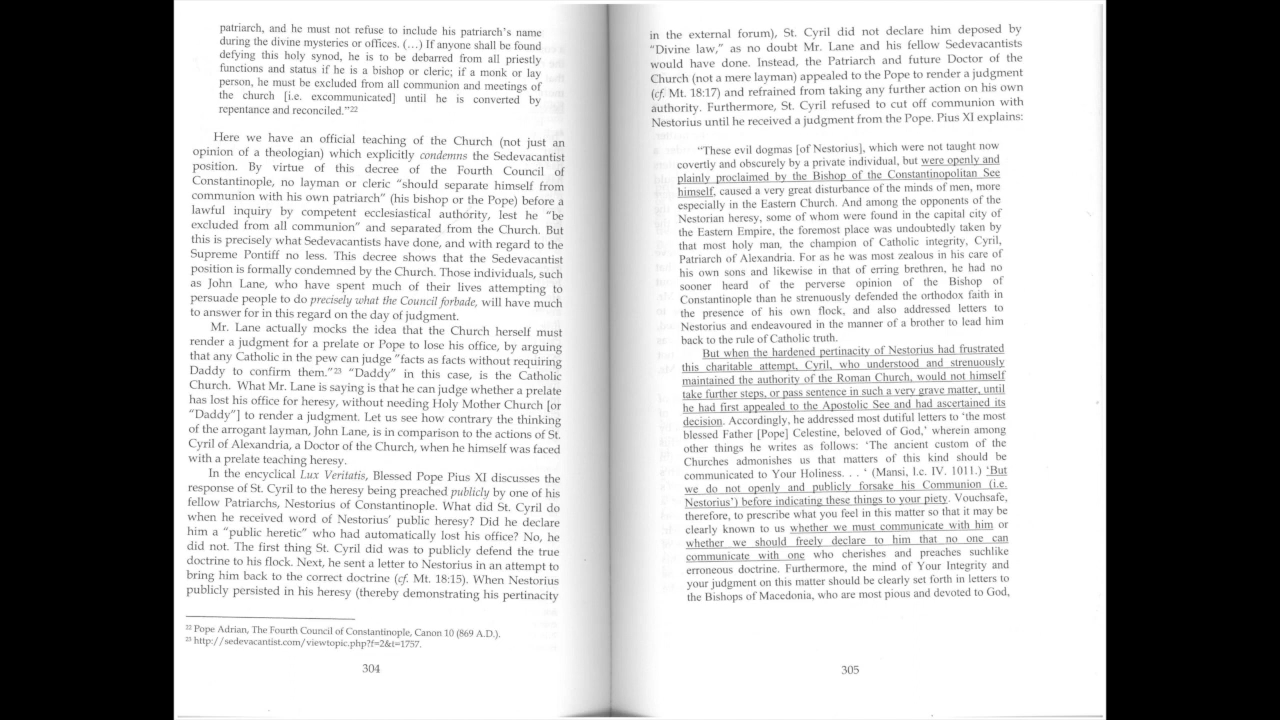 patriarch, and he must not refuse to include his patriarch's name
during the divine mysteries or offices. (…) If anyone shall be found
defying this holy synod, he is to be debarred from all priestly
functions and status if he is a bishop or cleric; if a monk or lay
person, he must be excluded from all communion and meetings of
the church [i.e. excommunicated] until he is converted by
repentance and reconciled."22
Here we have an official teaching of the Church (not just an
opinion of a theologian) which explicitly condemns the Sedevacantist
position. By virtue of this decree of the Fourth Council of
Constantinople, no layman or cleric "should separate himself from
communion with his own patriarch" (his bishop or the Pope) before a
lawful inquiry by competent ecclesiastical authority, lest he "be
excluded from all communion" and separated from the Church. But
this is precisely what Sedevacantists have done, and with regard to the
Supreme Pontiff no less. This decree shows that the Sedevacantist
position is formally condemned by the Church. Those individuals, such
as John Lane, who have spent much of their lives attempting to
persuade people to do precisely what the Council forbade, will have much
to answer for in this regard on the day of judgment.
Mr. Lane actually mocks the idea that the Church herself must
render a judgment for a prelate or Pope to lose his office, by arguing
that any Catholic in the pew can judge "facts as facts without requiring
Daddy to confirm them."23 "Daddy" in this case, is the Catholic
Church. What Mr. Lane is saying is that he can judge whether a prelate
has lost his office for heresy, without needing Holy Mother Church [or
"Daddy"] to render a judgment. Let us see how contrary the thinking
of the arrogant layman, John Lane, is in comparison to the actions of St.
Cyril of Alexandria, a Doctor of the Church, when he himself was faced
with a prelate teaching heresy.
In the encyclical Lux Veritatis, Blessed Pope Pius XI discusses the
response of St. Cyril to the heresy being preached publicly by one of his
fellow Patriarchs, Nestorius of Constantinople. What did St. Cyril do
when he received word of Nestorius' public heresy? Did he declare
him a "public heretic" who had automatically lost his office? No, he
did not. The first thing St. Cyril did was to publicly defend the true
doctrine to his flock. Next, he sent a letter to Nestorius in an attempt to
bring him back to the correct doctrine (cf. Mt. 18:15). When Nestorius
publicly persisted in his heresy (thereby demonstrating his pertinacity
22 Pope Adrian, The Fourth Council of Constantinople, Canon 10 (869 A.D.).
23 http://sedevacantist.com/viewtopic.php?f=2&t=1757.
304
in the external forum), St. Cyril did not declare him deposed by
"Divine law," as no doubt Mr. Lane and his fellow Sedevacantists
would have done. Instead, the Patriarch and future Doctor of the
Church (not a mere layman) appealed to the Pope to render a judgment
(cf. Mt. 18:17) and refrained from taking any further action on his own
authority. Furthermore, St. Cyril refused to cut off communion with
Nestorius until he received a judgment from the Pope. Pius XI explains:
"These evil dogmas [of Nestorius], which were not taught now
covertly and obscurely by a private individual, but were openly and
plainly proclaimed by the Bishop of the Constantinopolitan See
himself, caused a very great disturbance of the minds of men, more
especially in the Eastern Church. And among the opponents of the
Nestorian heresy, some of whom were found in the capital city of
the Eastern Empire, the foremost place was undoubtedly taken by
that most holy man, the champion of Catholic integrity, Cyril,
Patriarch of Alexandria. For as he was most zealous in his care of
his own sons and likewise in that of erring brethren, he had no
sooner heard of the perverse opinion of the Bishop of
Constantinople than he strenuously defended the orthodox faith in
the presence of his own flock, and also addressed letters to
Nestorius and endeavoured in the manner of a brother to lead him
back to the rule of Catholic truth.
But when the hardened pertinacity of Nestorius had frustrated
this charitable attempt, Cyril, who understood and strenuously
maintained the authority of the Roman Church, would not himself
take further steps, or pass sentence in such a very grave matter, until
he had first appealed to the Apostolic See and had ascertained its
decision. Accordingly, he addressed most dutiful letters to 'the most
blessed Father [Pope] Celestine, beloved of God,' wherein among
other things he writes as follows: 'The ancient custom of the
Churches admonishes us that matters of this kind should be
communicated to Your Holiness. . . ' (Mansi, l.c. IV. 1011.) 'But
we do not openly and publicly forsake his Communion (i.e.
Nestorius') before indicating these things to your piety. Vouchsafe,
therefore, to prescribe what you feel in this matter so that it may be
clearly known to us whether we must communicate with him or
whether we should freely declare to him that no one can
communicate with one who cherishes and preaches suchlike
erroneous doctrine. Furthermore, the mind of Your Integrity and
your judgment on this matter should be clearly set forth in letters to
the Bishops of Macedonia, who are most pious and devoted to God,
305